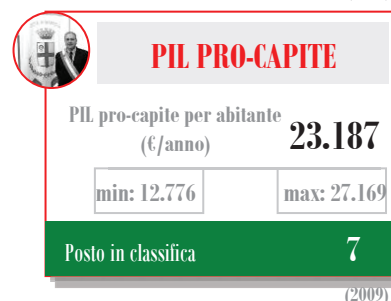 PIL PRO-CAPITE
PIL pro-capite per abitante
(€/anno)
23.187
min: 12.776
max: 27.169
Posto in classifica 7
(2009)